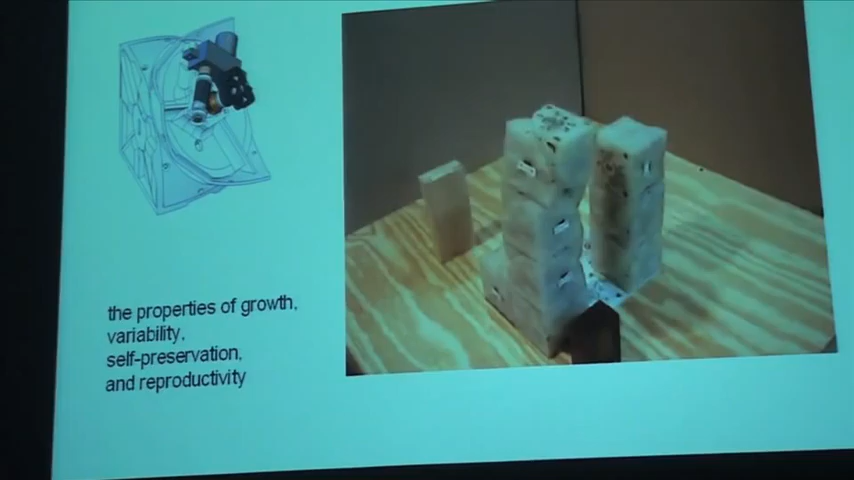 the properties of growth,
variability,
self-preservation,
and reproductivity